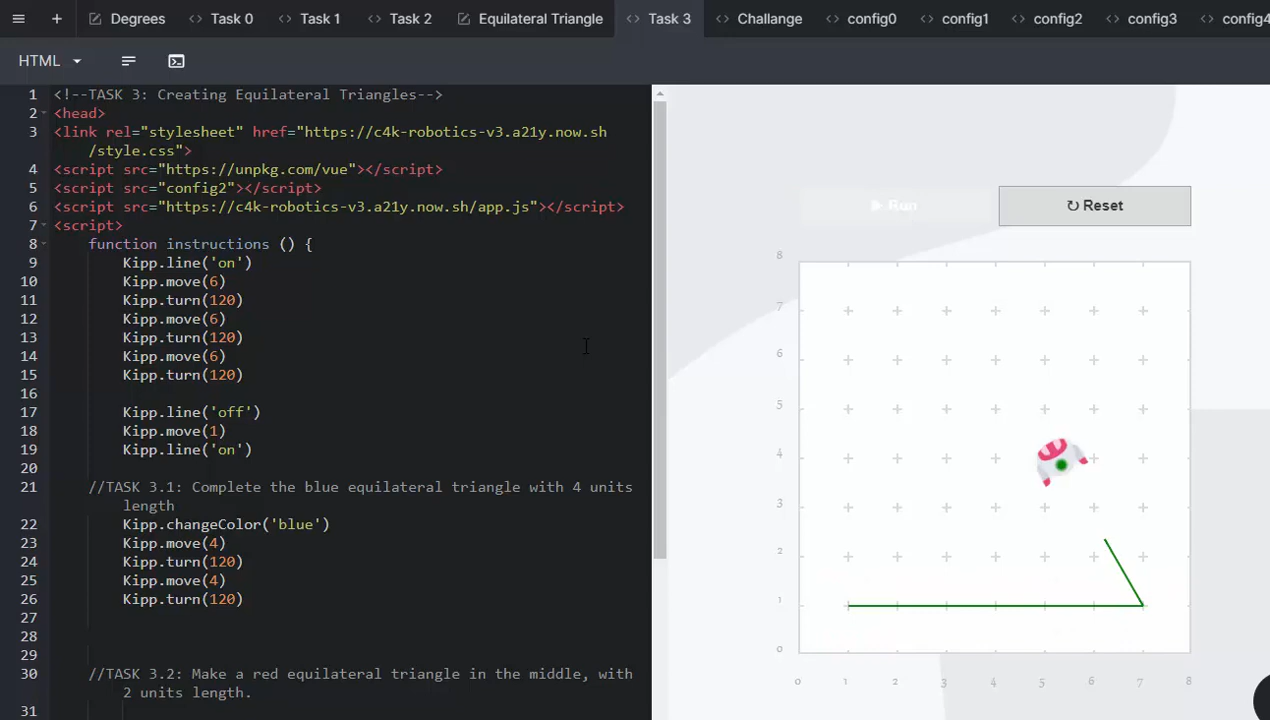 Degrees Task 0 Task 1 Task 2 Equilateral Triangle Task 3 Challange config0 config1 config2 config3 config4
HTML
1 <!--TASK 3: Creating Equilateral Triangles-->
2 <head>
3 <link rel="stylesheet" href="https://c4k-robotics-v3.a21y.now.sh
/style.css">
4 <script src="https://unpkg.com/vue"></script>
5 <script src="config2"></script>
6 <script src="https://c4k-robotics-v3.a21y.now.sh/app.js"></script>
7 <script>
8 function instructions () {
9 Kipp.line('on')
10 Kipp.move(6)
11 Kipp.turn(120)
12 Kipp.move(6)
13 Kipp.turn(120)
14 Kipp.move(6)
15 Kipp.turn(120)
16
17 Kipp.line('off')
18 Kipp.move(1)
19 Kipp.line('on')
20
21 //TASK 3.1: Complete the blue equilateral triangle with 4 units
length
22 Kipp.changeColor('blue')
23 Kipp.move(4)
24 Kipp.turn(120)
25 Kipp.move(4)
26 Kipp.turn(120)
27
28
29
30 //TASK 3.2: Make a red equilateral triangle in the middle, with
2 units length.
31
Run Reset
8
7
6
5
4
3
2
1
0
0 1 2 3 4 5 6 7 8